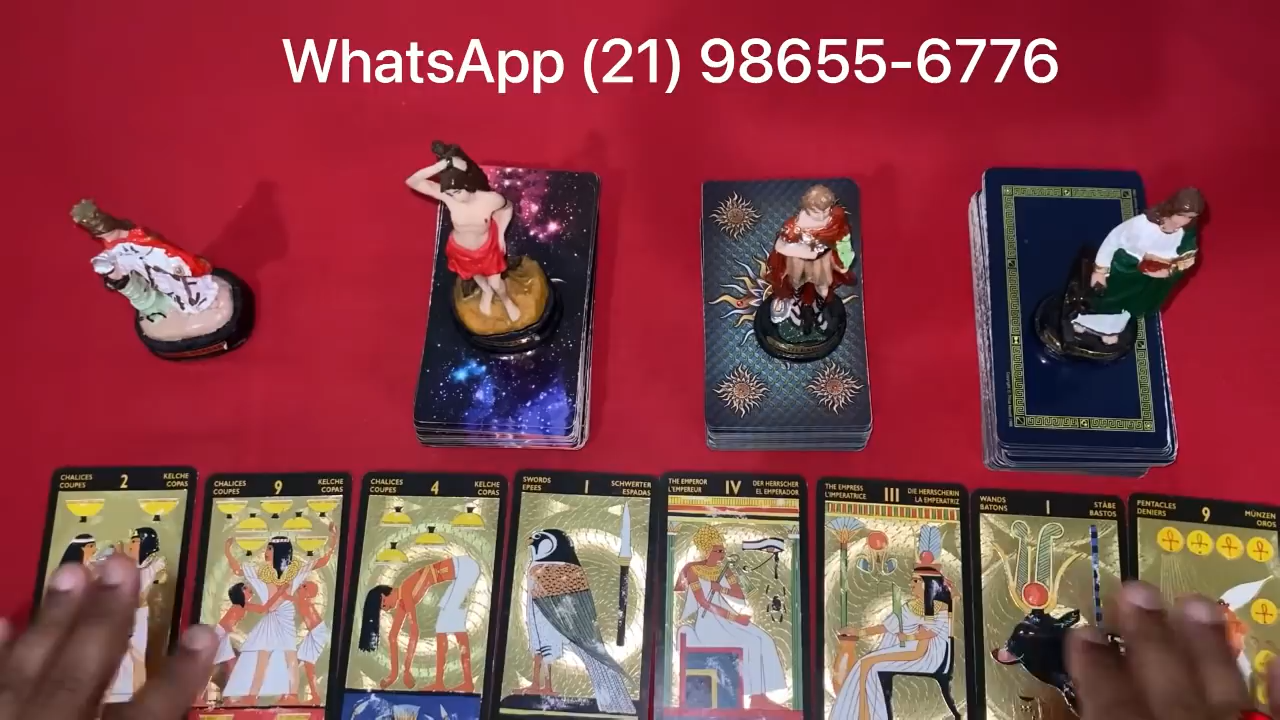 WhatsApp (21) 98655-6776
CHALICES 2 KELCHE
COUPES COPAS
CHALICES 9 KELCHE
COUPES COPAS
CHALICES 4 KELCHE
COUPES COPAS
SWORDS I SCHWERTER
EPEES ESPADAS
THE EMPEROR IV DER HERRSCHER
L'EMPEREUR EL EMPERADOR
THE EMPRESS III DIE HERRSCHERIN
L'IMPERATRICE LA EMPERATRIZ
WANDS I STÄBE
BATONS BASTOS
PENTACLES 9 MÜNZEN
DENIERS OROS